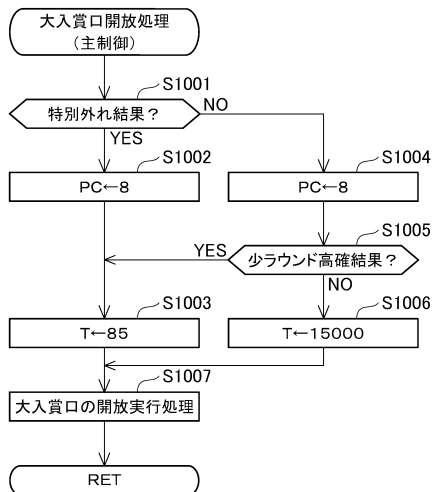 大入賞口開放処理
（主制御）
S1001
特別外れ結果？
NO
YES
S1002
PC←8
S1004
PC←8
S1005
YES
少ラウンド高確結果？
NO
S1003
T←85
S1006
T←15000
S1007
大入賞口の開放実行処理
RET